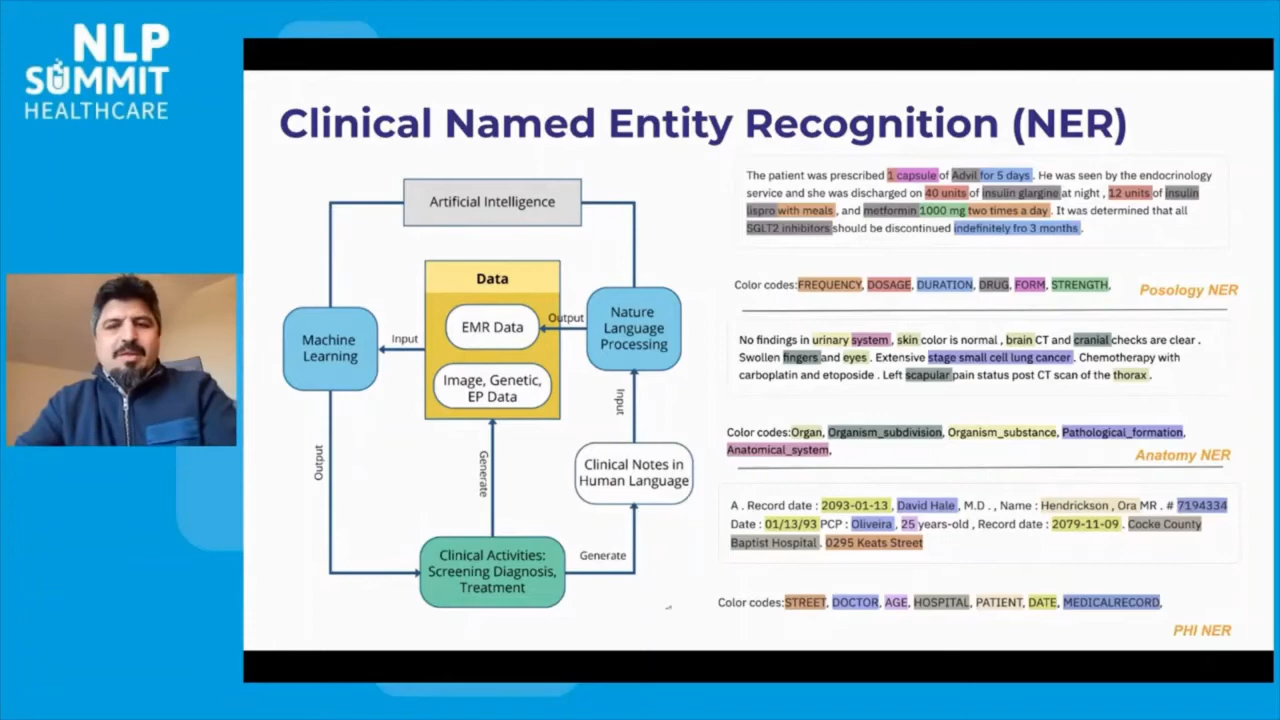 NLP
SUMMIT
HEALTHCARE
Clinical Named Entity Recognition (NER)
Artificial Intelligence
Data
EMR Data
Image, Genetic,
EP Data
Machine
Learning
Nature
Language
Processing
Input
Output
Input
Output
Generate
Clinical Notes in
Human Language
Clinical Activities:
Screening Diagnosis,
Treatment
Generate
The patient was prescribed 1 capsule of Advil for 5 days . He was seen by the endocrinology
service and she was discharged on 40 units of insulin glargine at night , 12 units of insulin
lispro with meals , and metformin 1000 mg two times a day . It was determined that all
SGLT2 inhibitors should be discontinued indefinitely fro 3 months .
Color codes:FREQUENCY, DOSAGE, DURATION, DRUG, FORM, STRENGTH,
Posology NER
No findings in urinary system , skin color is normal , brain CT and cranial checks are clear .
Swollen fingers and eyes . Extensive stage small cell lung cancer . Chemotherapy with
carboplatin and etoposide . Left scapular pain status post CT scan of the thorax .
Color codes:Organ, Organism_subdivision, Organism_substance, Pathological_formation,
Anatomical_system,
Anatomy NER
A . Record date : 2093-01-13 , David Hale , M.D . , Name : Hendrickson , Ora MR . # 7194334
Date : 01/13/93 PCP : Oliveira , 25 years-old , Record date : 2079-11-09 . Cocke County
Baptist Hospital . 0295 Keats Street
Color codes:STREET, DOCTOR, AGE, HOSPITAL, PATIENT, DATE, MEDICALRECORD,
PHI NER